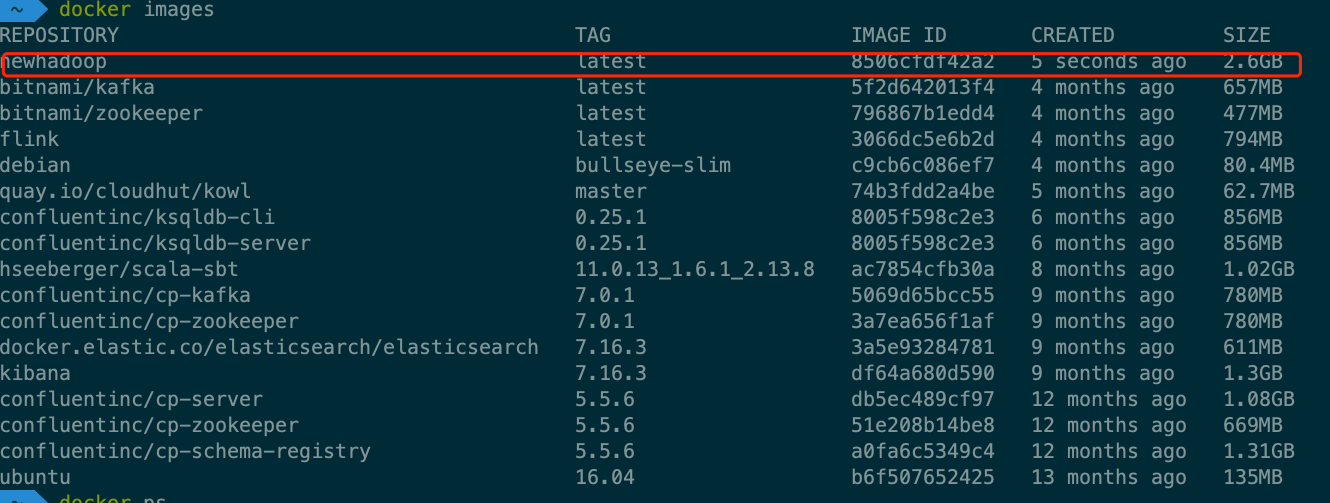 ~ docker images
REPOSITORY TAG IMAGE ID CREATED SIZE
newhadoop latest 8506cfdf42a2 5 seconds ago 2.6GB
bitnami/kafka latest 5f2d642013f4 4 months ago 657MB
bitnami/zookeeper latest 796867b1edd4 4 months ago 477MB
flink latest 3066dc5e6b2d 4 months ago 794MB
debian bullseye-slim c9cb6c086ef7 4 months ago 80.4MB
quay.io/cloudhut/kowl master 74b3fdd2a4be 5 months ago 62.7MB
confluentinc/ksqldb-cli 0.25.1 8005f598c2e3 6 months ago 856MB
confluentinc/ksqldb-server 0.25.1 8005f598c2e3 6 months ago 856MB
hseeberger/scala-sbt 11.0.13_1.6.1_2.13.8 ac7854cfb30a 8 months ago 1.02GB
confluentinc/cp-kafka 7.0.1 5069d65bcc55 9 months ago 780MB
confluentinc/cp-zookeeper 7.0.1 3a7ea656f1af 9 months ago 780MB
docker.elastic.co/elasticsearch/elasticsearch 7.16.3 3a5e93284781 9 months ago 611MB
kibana 7.16.3 df64a680d590 9 months ago 1.3GB
confluentinc/cp-server 5.5.6 db5ec489cf97 12 months ago 1.08GB
confluentinc/cp-zookeeper 5.5.6 51e208b14be8 12 months ago 669MB
confluentinc/cp-schema-registry 5.5.6 a0fa6c5349c4 12 months ago 1.31GB
ubuntu 16.04 b6f507652425 13 months ago 135MB
~ docker ps